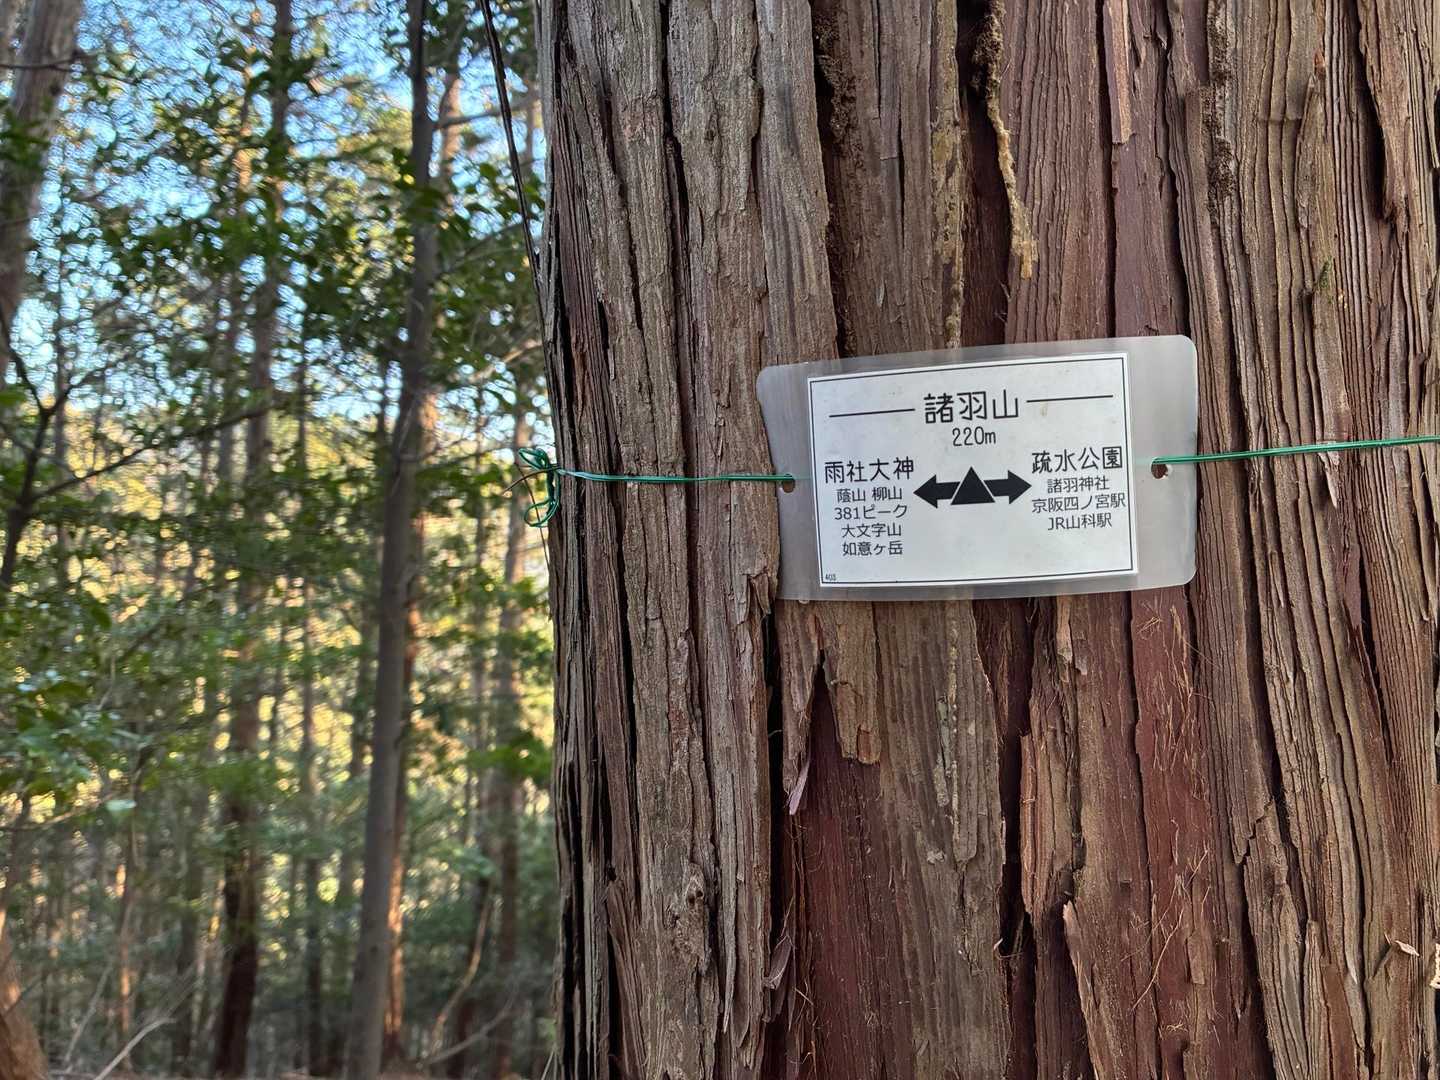 諸羽山
220m
雨社大神
蔭山 柳山
381ピーク
大文字山
如意ヶ岳
疏水公園
諸羽神社
京阪四ノ宮駅
JR山科駅
403